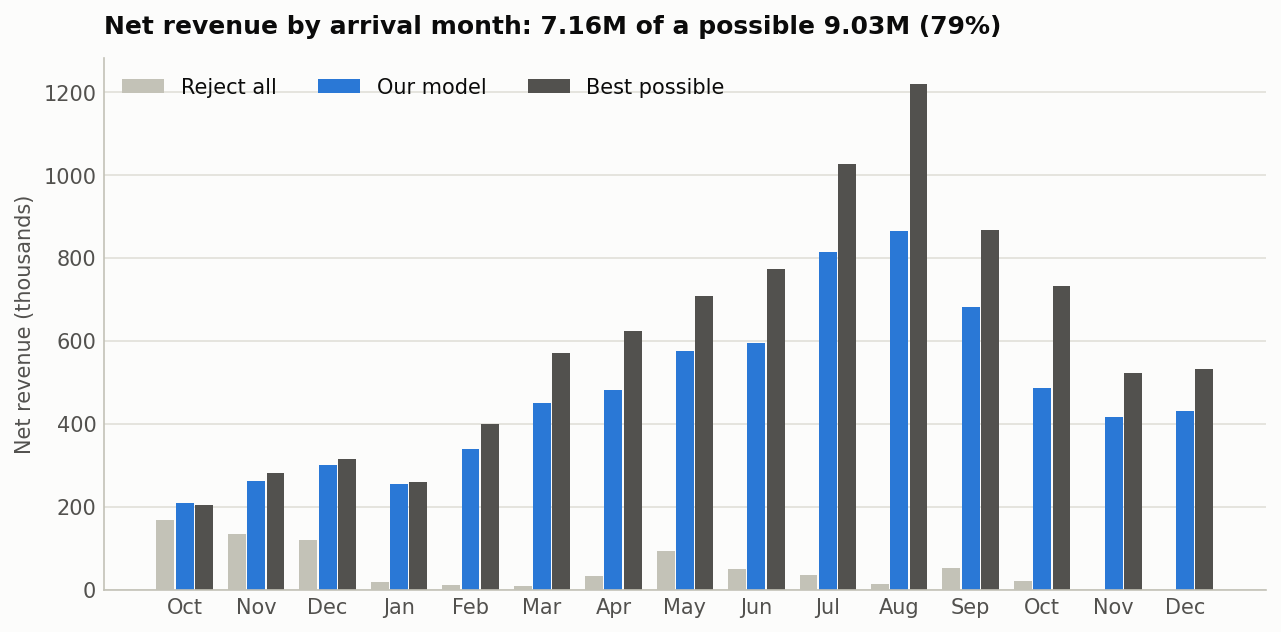 Net revenue by arrival month: 7.16M of a possible 9.03M (79%)
Reject all Our model Best possible
1200
1000
800
600
400
200
0
Net revenue (thousands)
Oct Nov Dec Jan Feb Mar Apr May Jun Jul Aug Sep Oct Nov Dec